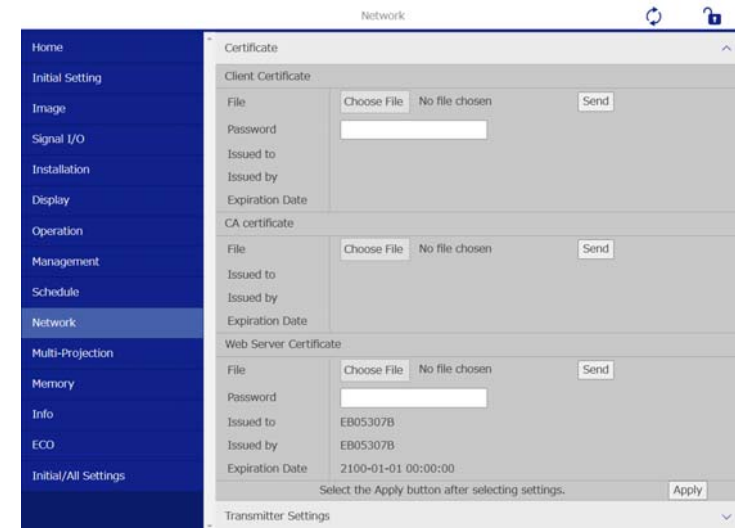 Network
Home
Initial Setting
Image
Signal I/O
Installation
Display
Operation
Management
Schedule
Network
Multi-Projection
Memory
Info
ECO
Initial/All Settings
Certificate
Client Certificate
File Choose File No file chosen Send
Password
Issued to
Issued by
Expiration Date
CA certificate
File Choose File No file chosen Send
Issued to
Issued by
Expiration Date
Web Server Certificate
File Choose File No file chosen Send
Password
Issued to EB05307B
Issued by EB05307B
Expiration Date 2100-01-01 00:00:00
Select the Apply button after selecting settings. Apply
Transmitter Settings